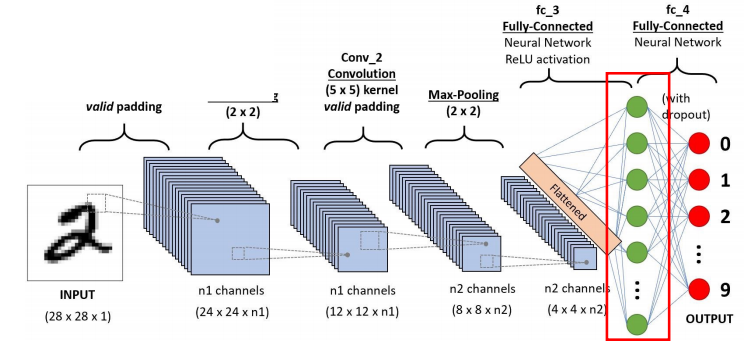 fc_3
Fully-Connected
Neural Network
ReLU activation
fc_4
Fully-Connected
Neural Network
(with
dropout)
Conv_2
Convolution
(5 x 5) kernel
valid padding
Max-Pooling
(2 x 2)
valid padding
(2 x 2)
Flattened
0
1
2
9
OUTPUT
2
INPUT
(28 x 28 x 1)
n1 channels
(24 x 24 x n1)
n1 channels
(12 x 12 x n1)
n2 channels
(8 x 8 x n2)
n2 channels
(4 x 4 x n2)